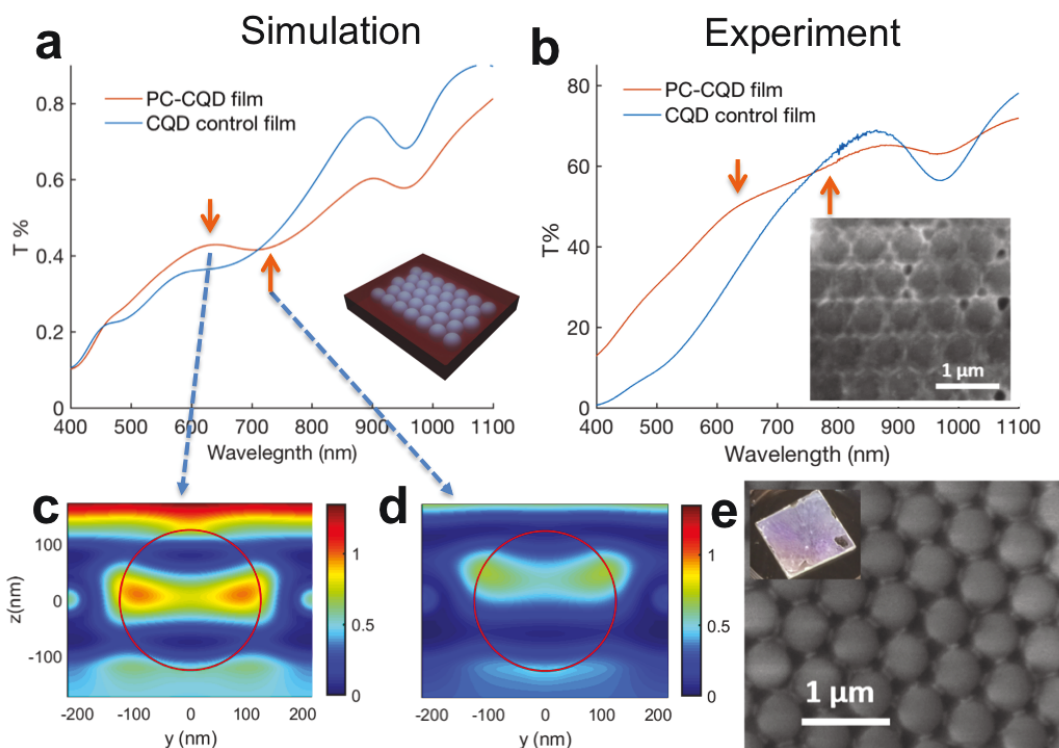 Simulation
Experiment
a
PC-CQD film
CQD control film
0.8
0.6
0.4
0.2
0
T %
400 500 600 700 800 900 1000 1100
Wavelegnth (nm)
b
PC-CQD film
CQD control film
80
60
40
20
0
T%
1 μm
400 500 600 700 800 900 1000 1100
Wavelength (nm)
c
100
0
-100
z(nm)
-200 -100 0 100 200
y (nm)
1
0.5
0
d
-200 -100 0 100 200
y (nm)
1
0.5
0
e
1 μm